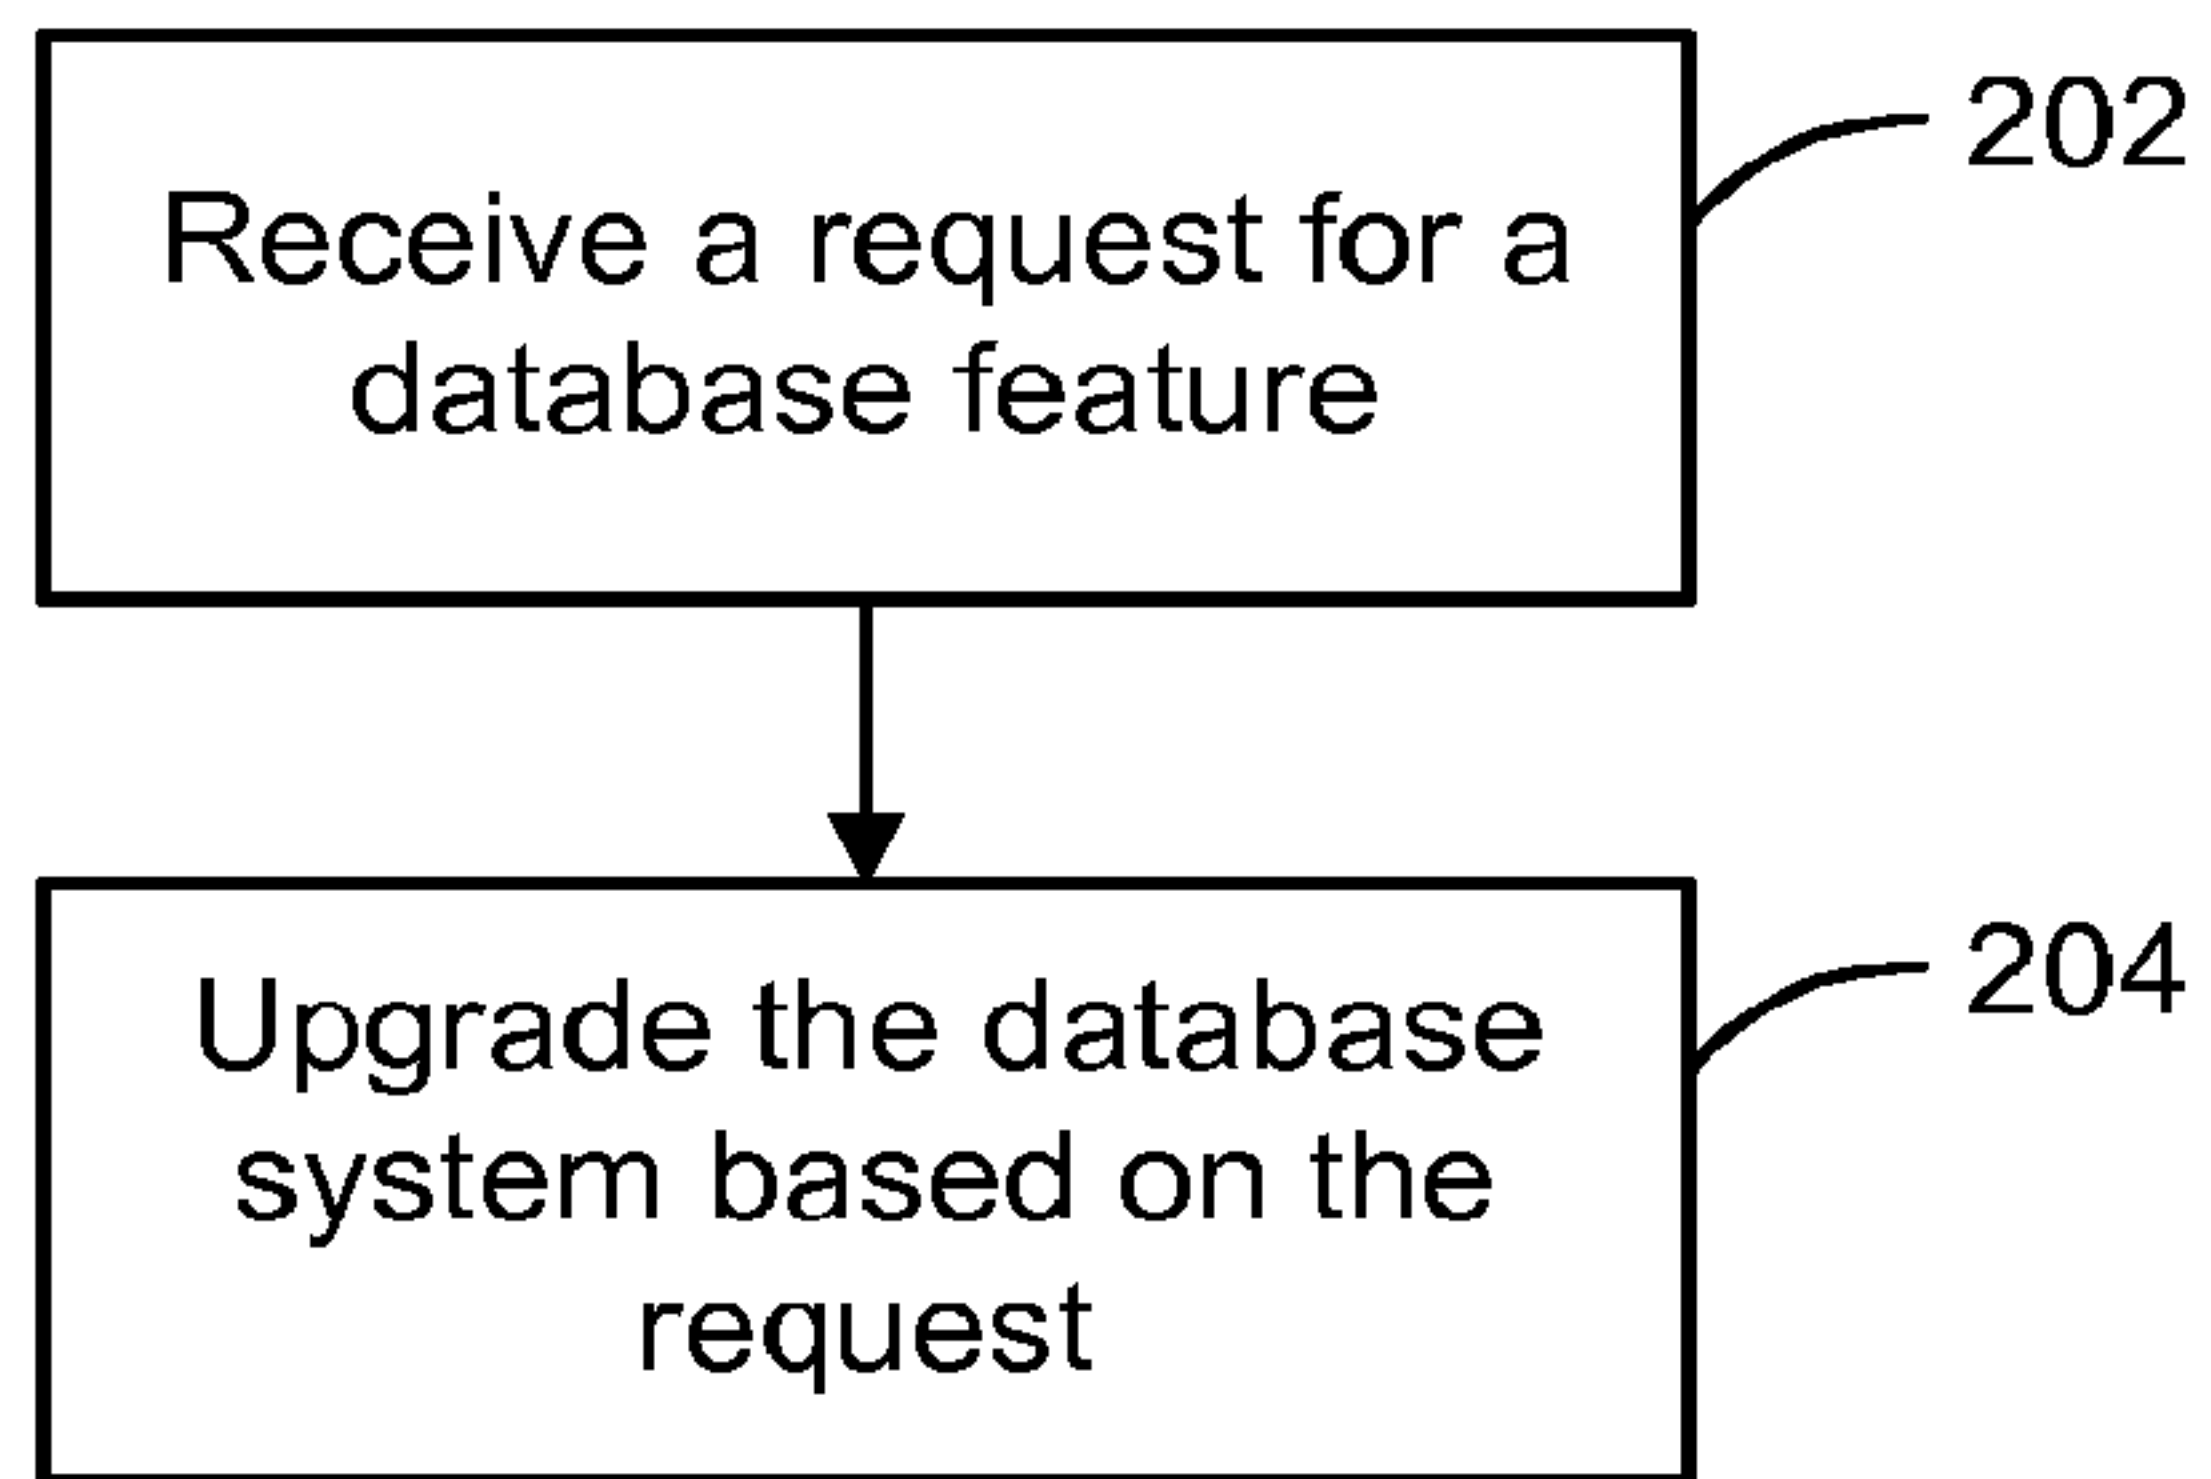 202
Receive a request for a
database feature
204
Upgrade the database
system based on the
request